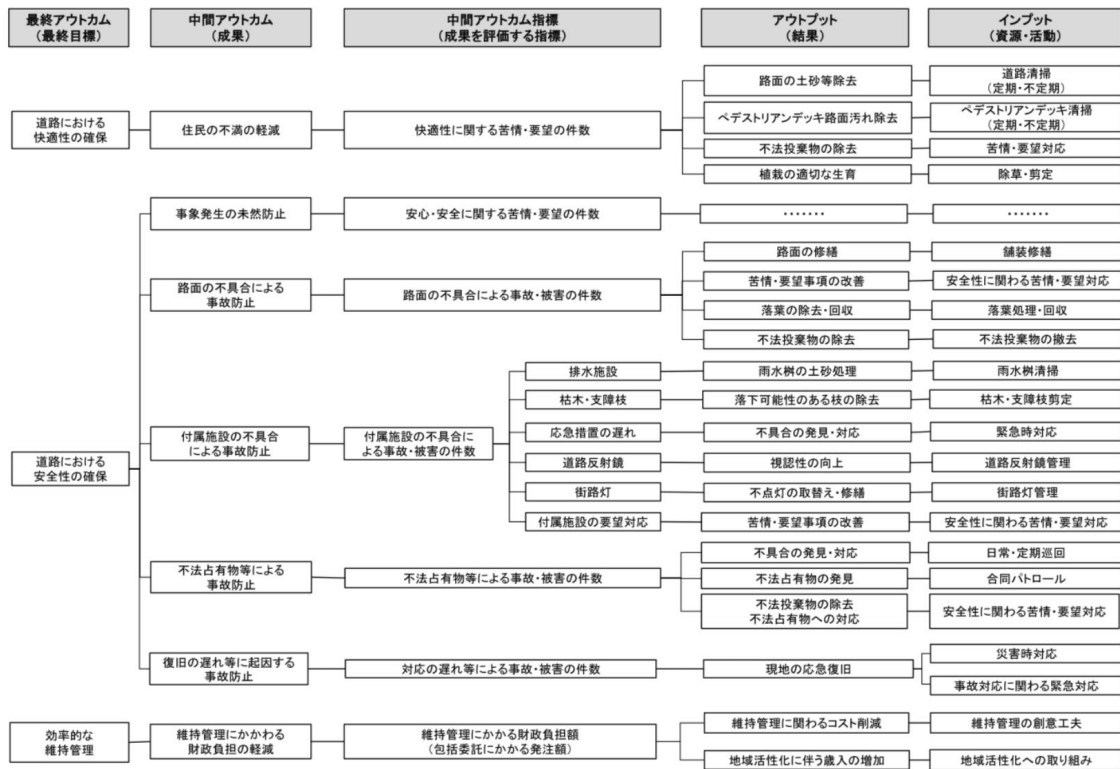 最終アウトカム
(最終目標)
中間アウトカム
(成果)
中間アウトカム指標
(成果を評価する指標)
アウトプット
(結果)
インプット
(資源・活動)
道路における
快適性の確保
住民の不満の軽減
快適性に関する苦情・要望の件数
路面の土砂等除去
道路清掃
(定期・不定期)
ペデストリアンデッキ路面汚れ除去
ペデストリアンデッキ清掃
(定期・不定期)
不法投棄物の除去
苦情・要望対応
植栽の適切な生育
除草・剪定
道路における
安全性の確保
事象発生の未然防止
安心・安全に関する苦情・要望の件数
・・・・・・・
・・・・・・
路面の不具合による
事故防止
路面の不具合による事故・被害の件数
路面の修繕
舗装修繕
苦情・要望事項の改善
安全性に関わる苦情・要望対応
落葉の除去・回収
落葉処理・回収
不法投棄物の除去
不法投棄物の撤去
付属施設の不具合
による事故防止
付属施設の不具合に
よる事故・被害の件数
排水施設
雨水桝の土砂処理
雨水桝清掃
枯木・支障枝
落下可能性のある枝の除去
枯木・支障枝剪定
応急措置の遅れ
不具合の発見・対応
緊急時対応
道路反射鏡
視認性の向上
道路反射鏡管理
街路灯
不点灯の取替え・修繕
街路灯管理
付属施設の要望対応
苦情・要望事項の改善
安全性に関わる苦情・要望対応
不法占有物等による
事故防止
不法占有物等による事故・被害の件数
不具合の発見・対応
日常・定期巡回
不法占有物の発見
合同パトロール
不法投棄物の除去
不法占有物への対応
安全性に関わる苦情・要望対応
復旧の遅れ等に起因する
事故防止
対応の遅れ等による事故・被害の件数
現地の応急復旧
災害時対応
事故対応に関わる緊急対応
効率的な
維持管理
維持管理にかかわる
財政負担の軽減
維持管理にかかる財政負担額
(包括委託にかかる発注額)
維持管理に関わるコスト削減
維持管理の創意工夫
地域活性化に伴う歳入の増加
地域活性化への取り組み